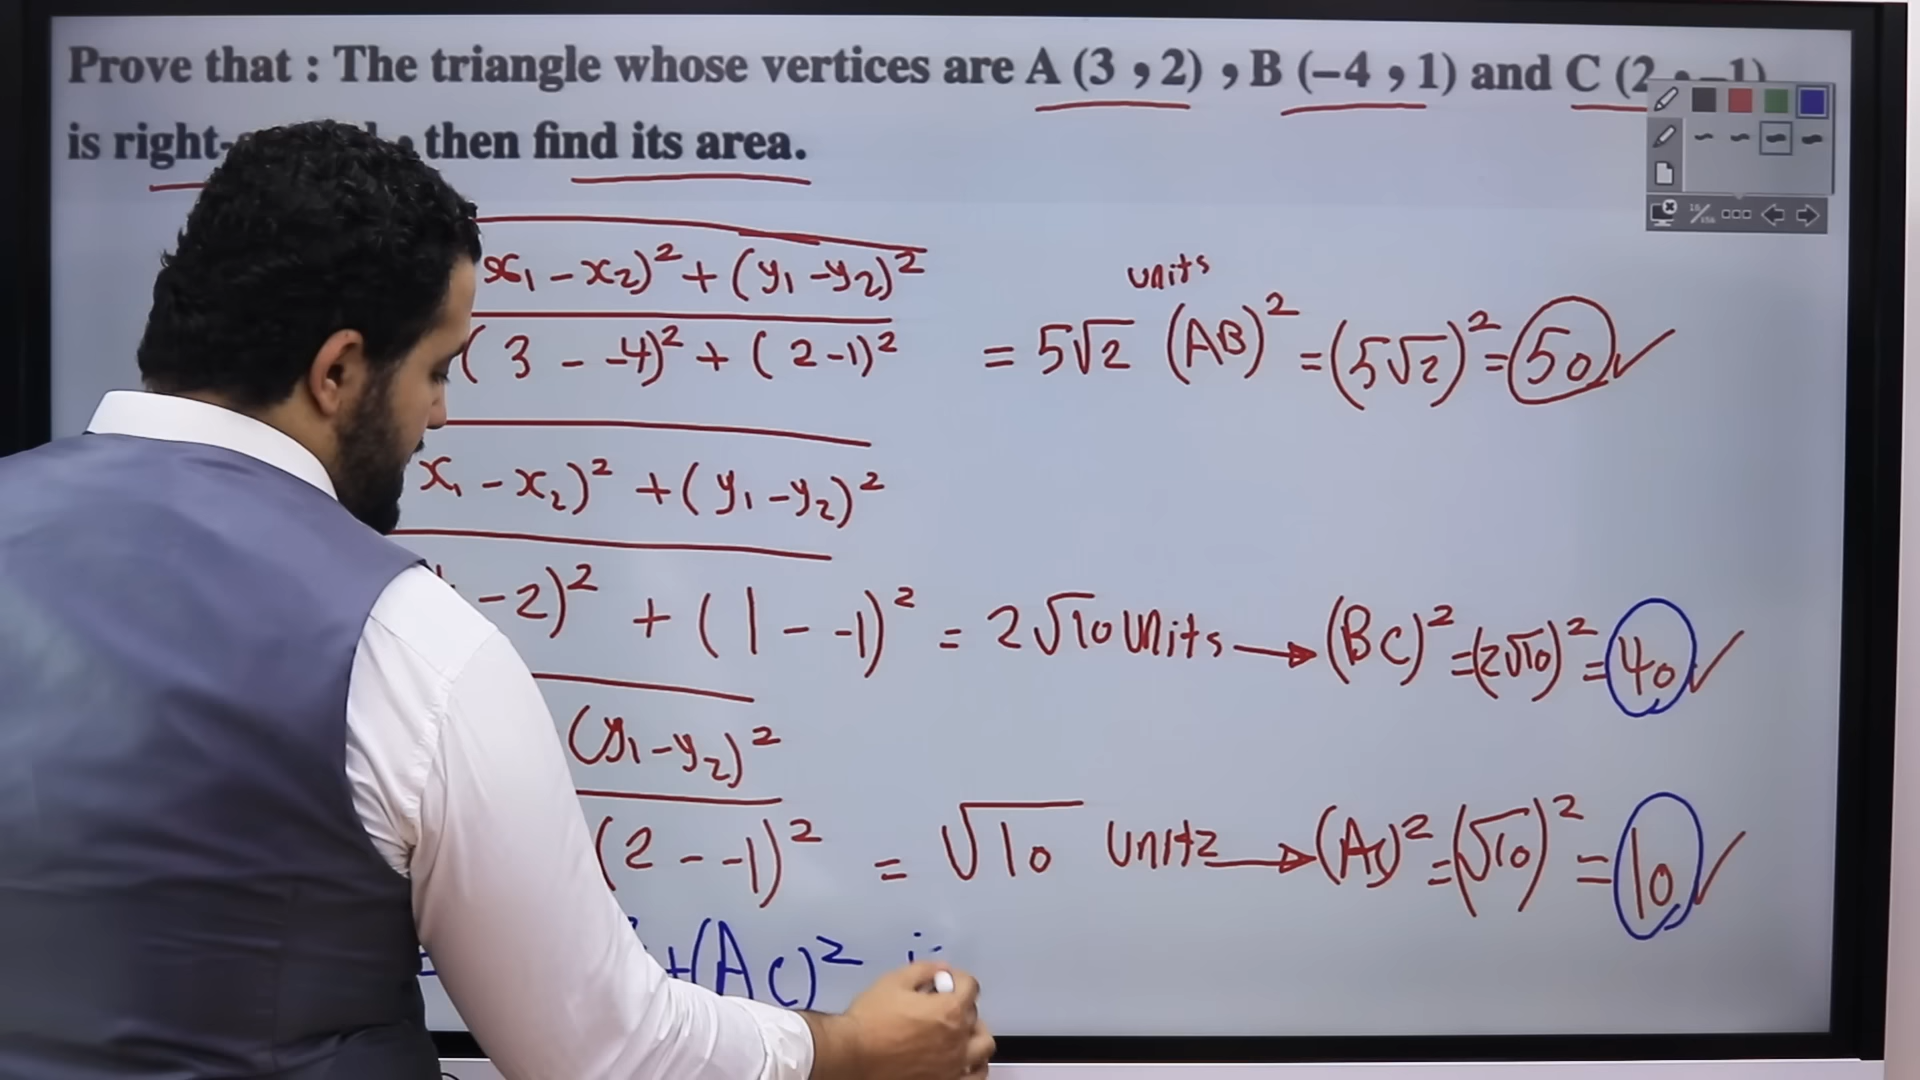 Prove that : The triangle whose vertices are A (3 , 2) , B (−4 , 1) and C (2 , −1)
is right- then find its area.
x₁ − x₂)² + (y₁ − y₂)²
units
( 3 − -4)² + ( 2-1)² = 5√2 (AB)² = (5√2)² = 50 ✓
x₁ − x₂)² + ( y₁ − y₂)²
− 2)² + ( 1 − -1)² = 2√10 units → (BC)² = (2√10)² = 40 ✓
(y₁ − y₂)²
(2 − -1)² = √10 units → (AC)² = (√10)² = 10 ✓
+(AC)²